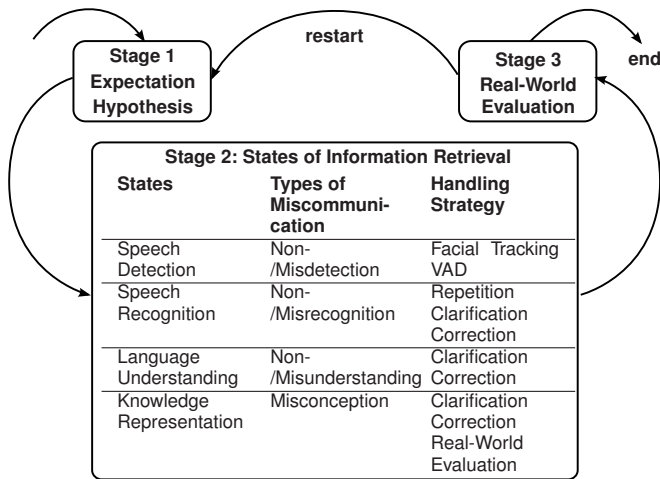 restart
Stage 1
Expectation
Hypothesis
Stage 3
Real-World
Evaluation
end
Stage 2: States of Information Retrieval
States Types of Miscommuni-cation Handling Strategy
Speech Non- Facial Tracking
Detection /Misdetection VAD
Speech Non- Repetition
Recognition /Misrecognition Clarification
Correction
Language Non- Clarification
Understanding /Misunderstanding Correction
Knowledge Misconception Clarification
Representation Correction
Real-World
Evaluation